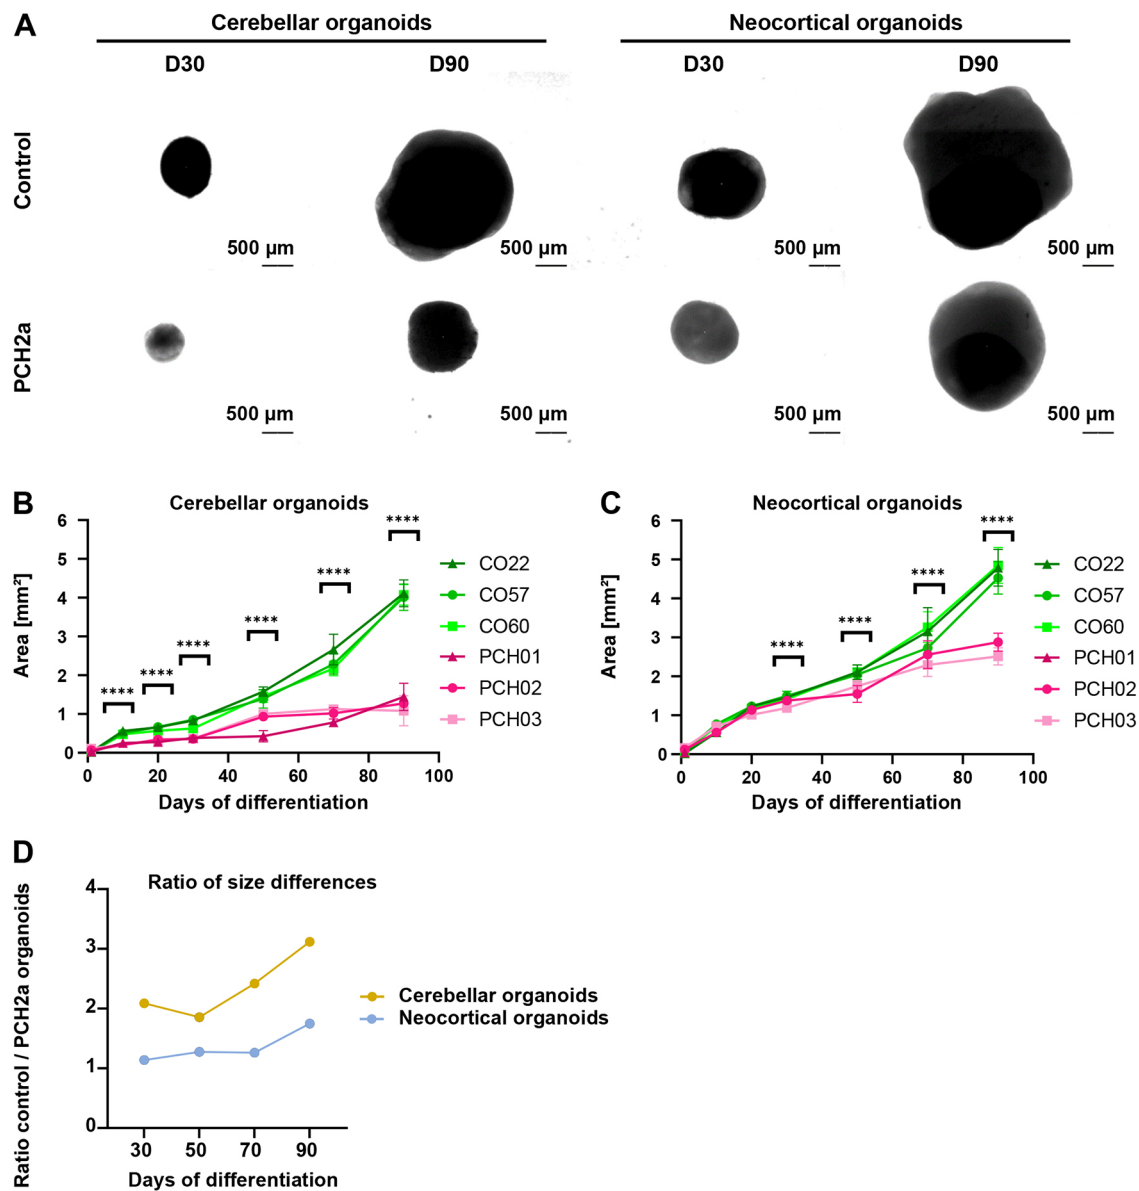 A
Cerebellar organoids
Neocortical organoids
D30
D90
D30
D90
Control
500 µm
500 µm
500 µm
500 µm
PCH2a
500 µm
500 µm
500 µm
500 µm
B
Cerebellar organoids
Area [mm²]
6
5
4
3
2
1
0
0
20
40
60
80
100
Days of differentiation
****
****
****
****
****
****
CO22
CO57
CO60
PCH01
PCH02
PCH03
C
Neocortical organoids
Area [mm²]
6
5
4
3
2
1
0
0
20
40
60
80
100
Days of differentiation
****
****
****
****
CO22
CO57
CO60
PCH01
PCH02
PCH03
D
Ratio of size differences
Ratio control / PCH2a organoids
4
3
2
1
0
30
50
70
90
Days of differentiation
Cerebellar organoids
Neocortical organoids